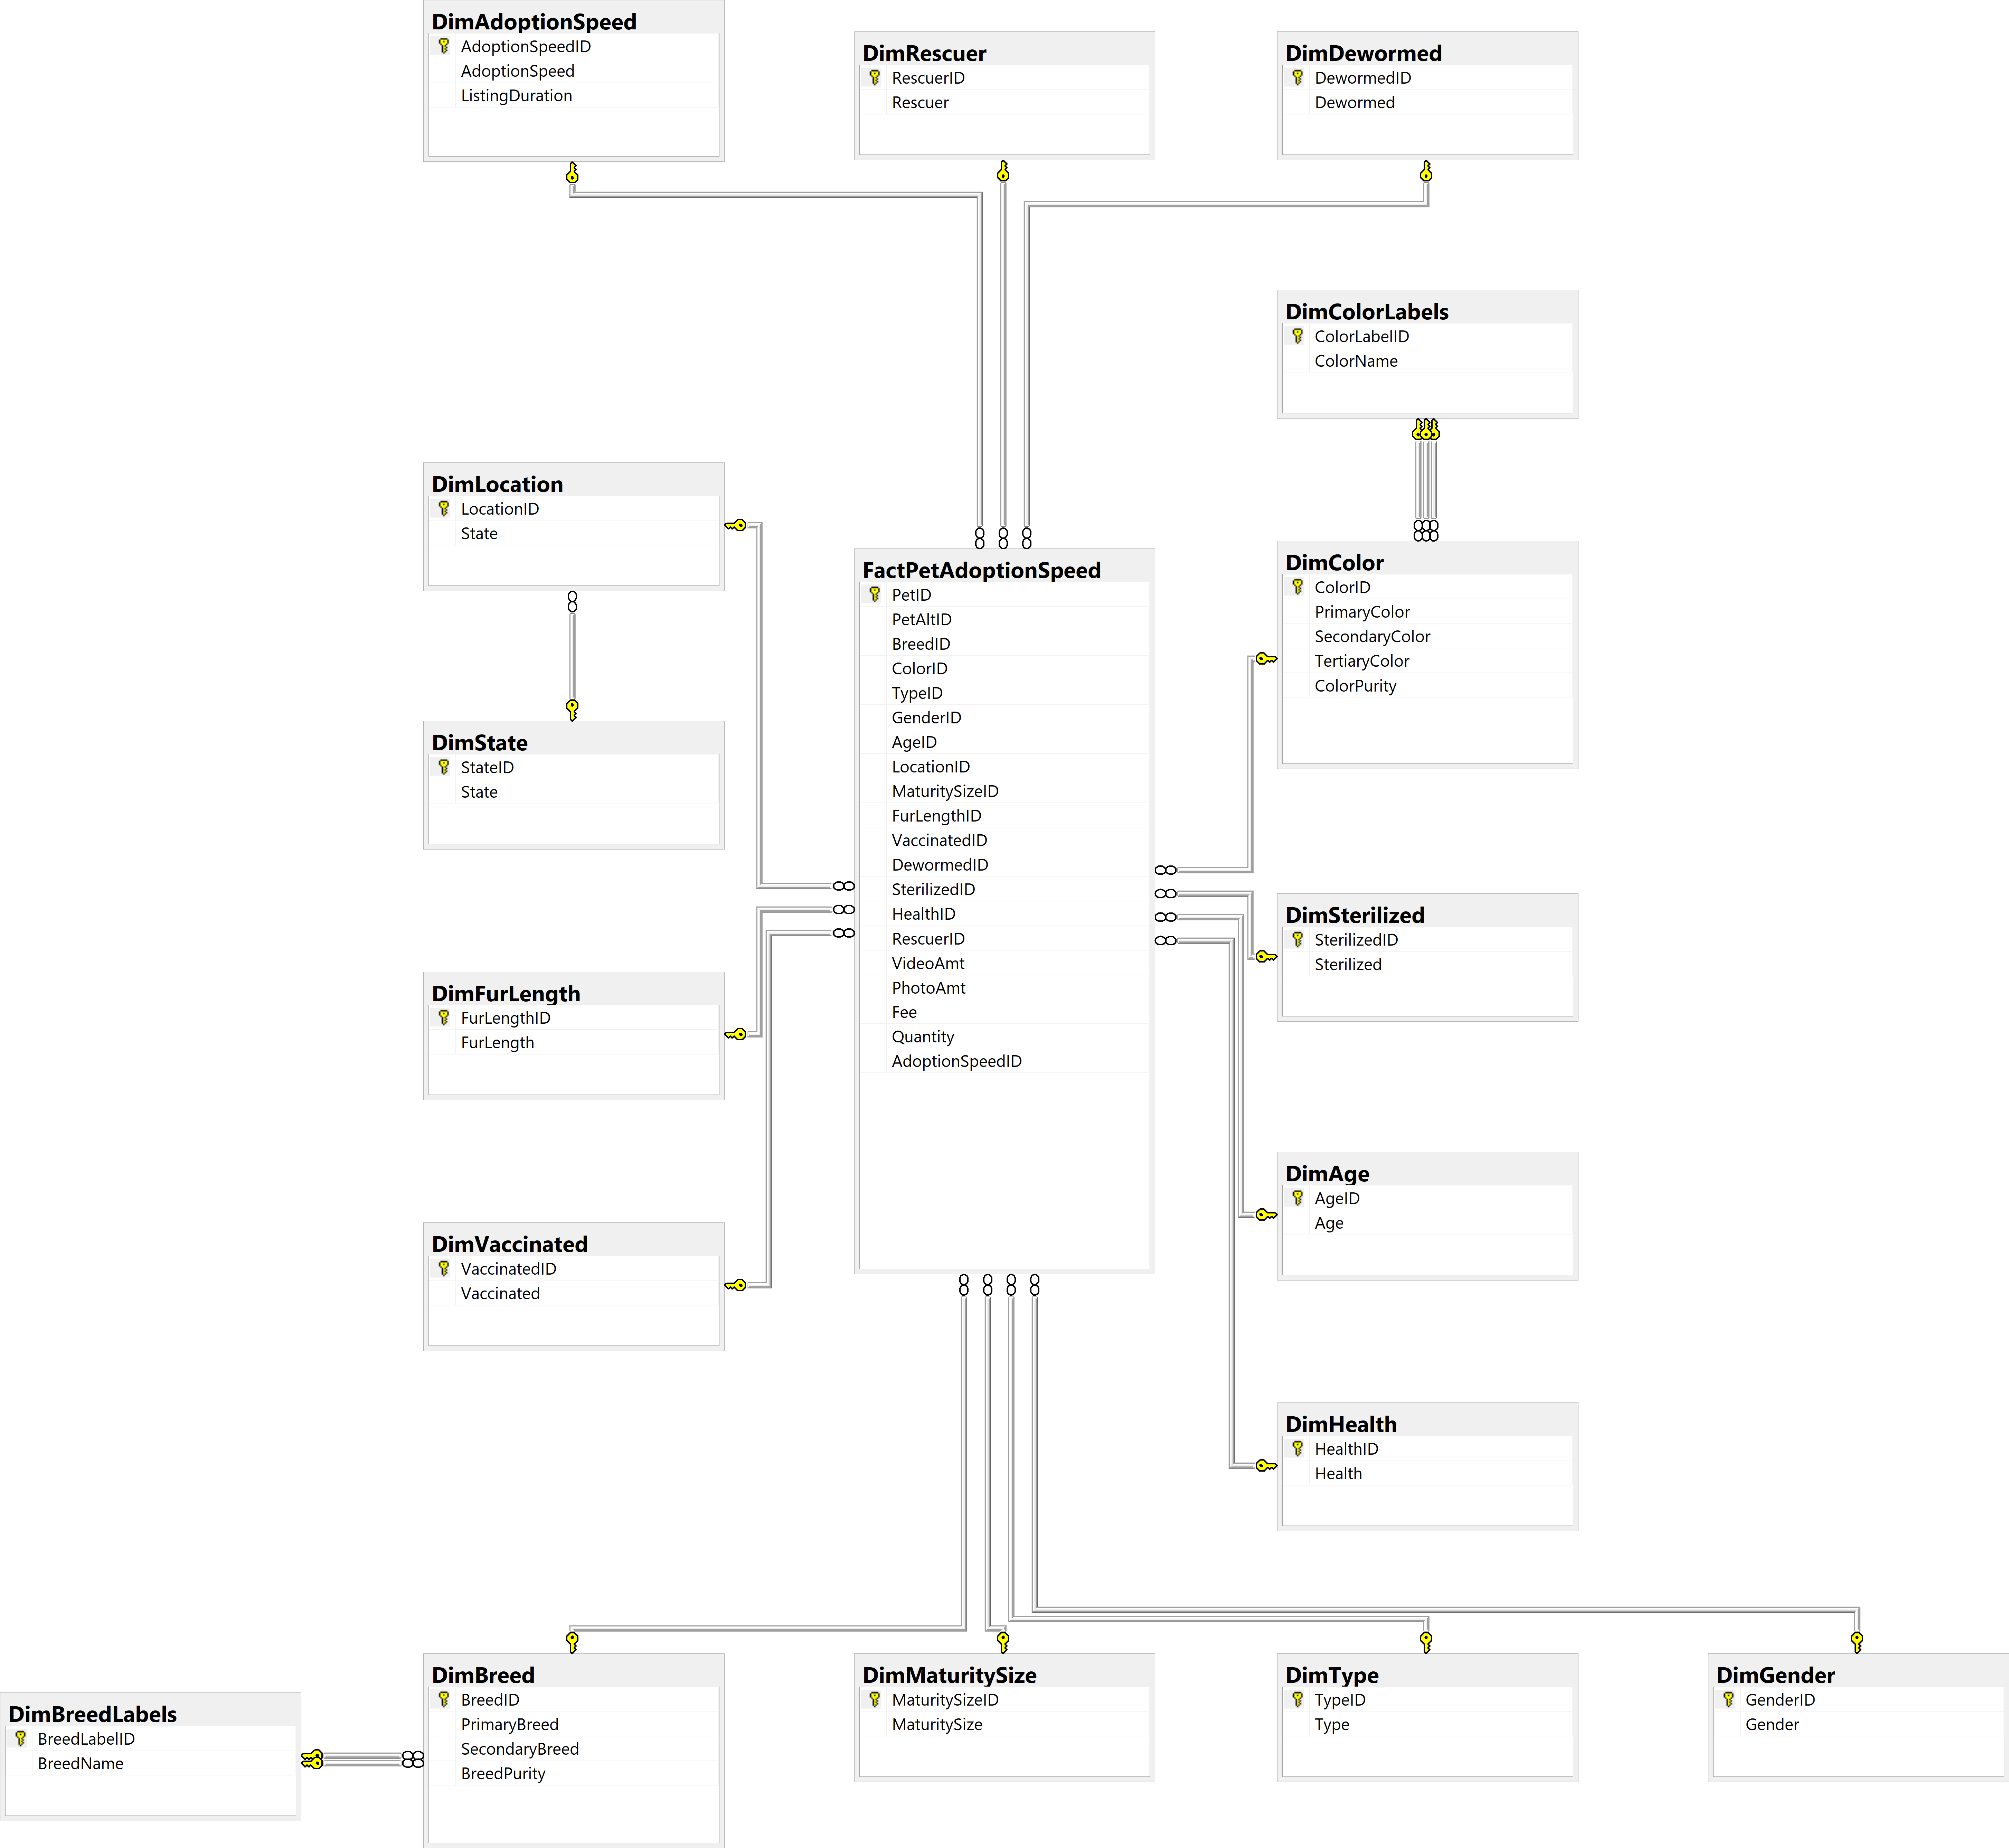 DimAdoptionSpeed
AdoptionSpeedID
AdoptionSpeed
ListingDuration
DimRescuer
RescuerID
Rescuer
DimDewormed
DewormedID
Dewormed
DimColorLabels
ColorLabelID
ColorName
DimLocation
LocationID
State
DimState
StateID
State
FactPetAdoptionSpeed
PetID
PetAltID
BreedID
ColorID
TypeID
GenderID
AgeID
LocationID
MaturitySizeID
FurLengthID
VaccinatedID
DewormedID
SterilizedID
HealthID
RescuerID
VideoAmt
PhotoAmt
Fee
Quantity
AdoptionSpeedID
DimColor
ColorID
PrimaryColor
SecondaryColor
TertiaryColor
ColorPurity
DimSterilized
SterilizedID
Sterilized
DimFurLength
FurLengthID
FurLength
DimAge
AgeID
Age
DimVaccinated
VaccinatedID
Vaccinated
DimHealth
HealthID
Health
DimBreedLabels
BreedLabelID
BreedName
DimBreed
BreedID
PrimaryBreed
SecondaryBreed
BreedPurity
DimMaturitySize
MaturitySizeID
MaturitySize
DimType
TypeID
Type
DimGender
GenderID
Gender